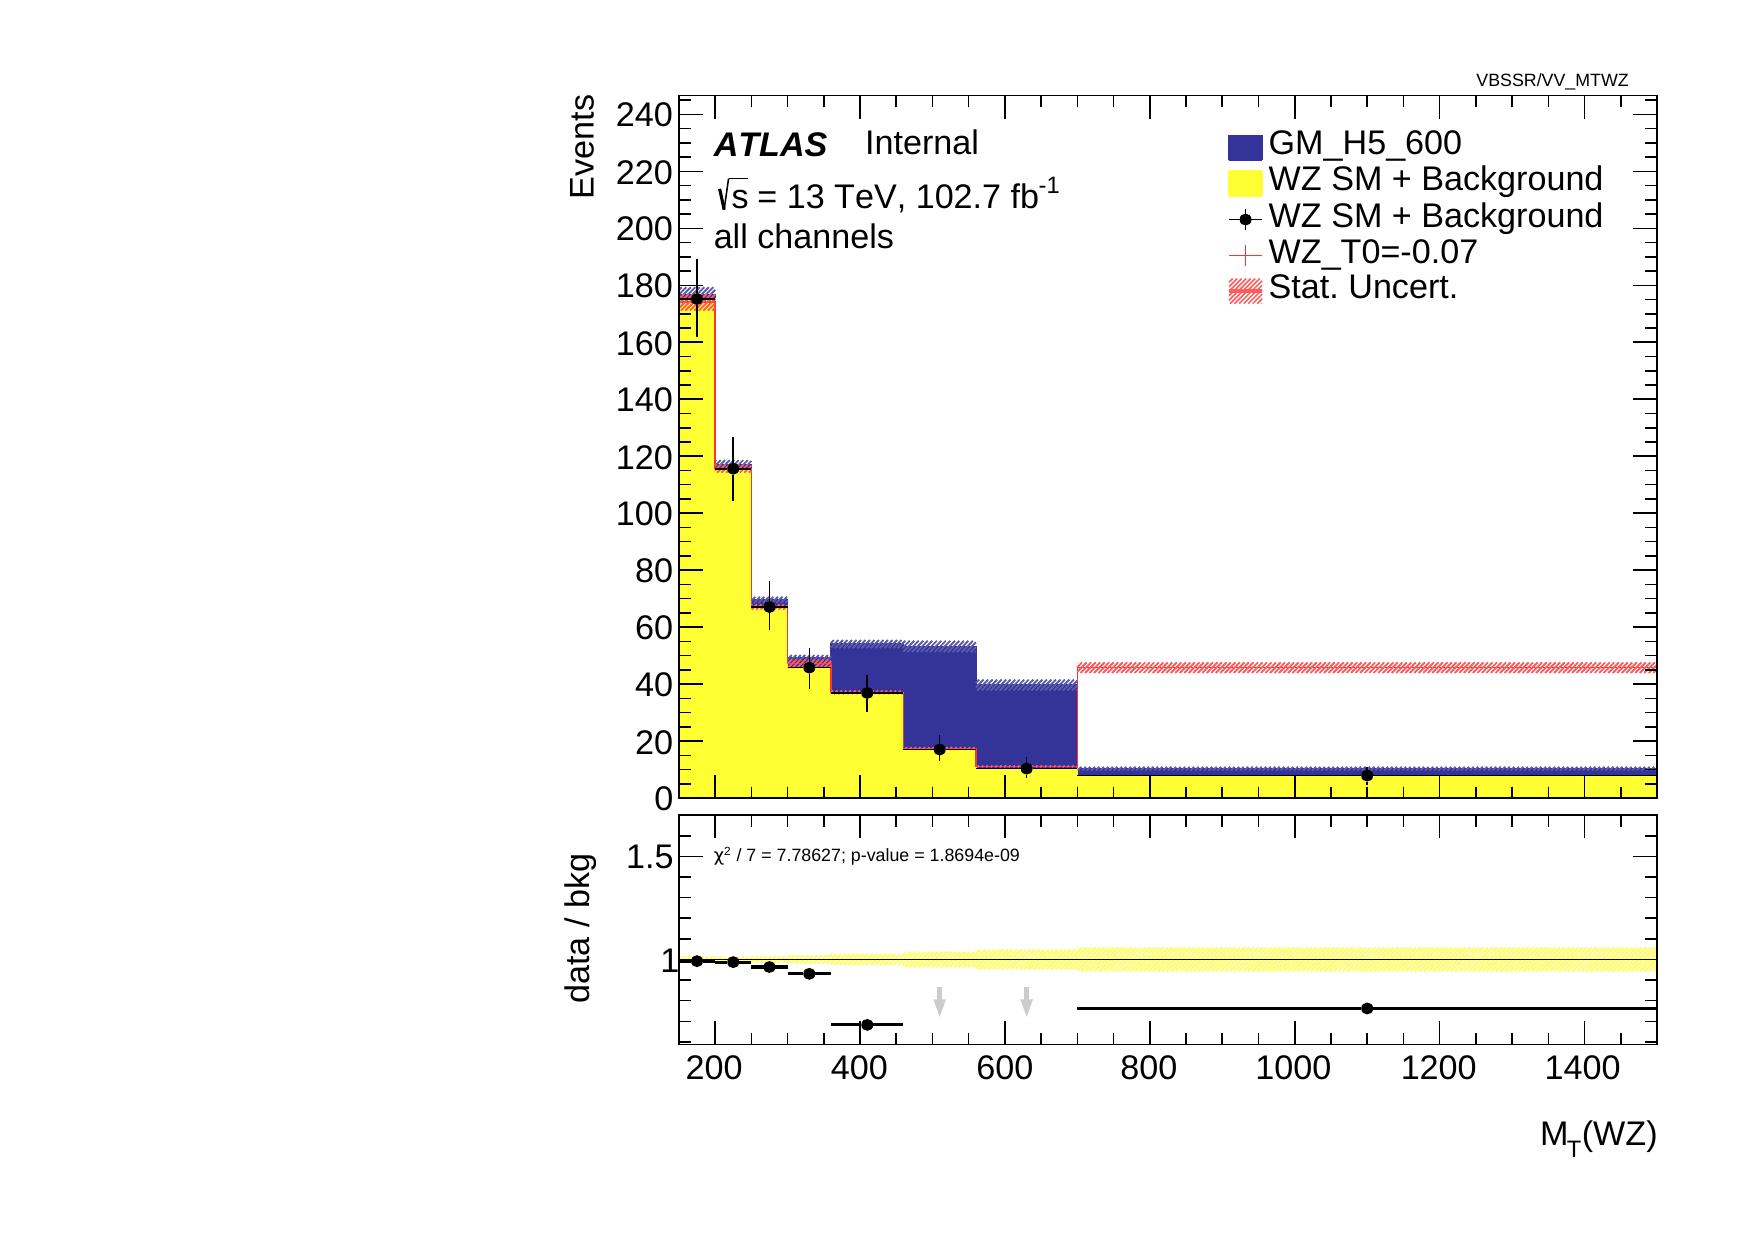 VBSSR/VV_MTWZ
Events
240
220
200
180
160
140
120
100
80
60
40
20
0
ATLAS Internal
√s = 13 TeV, 102.7 fb⁻¹
all channels
GM_H5_600
WZ SM + Background
WZ SM + Background
WZ_T0=-0.07
Stat. Uncert.
data / bkg
1.5
1
χ² / 7 = 7.78627; p-value = 1.8694e-09
200 400 600 800 1000 1200 1400
M_T(WZ)